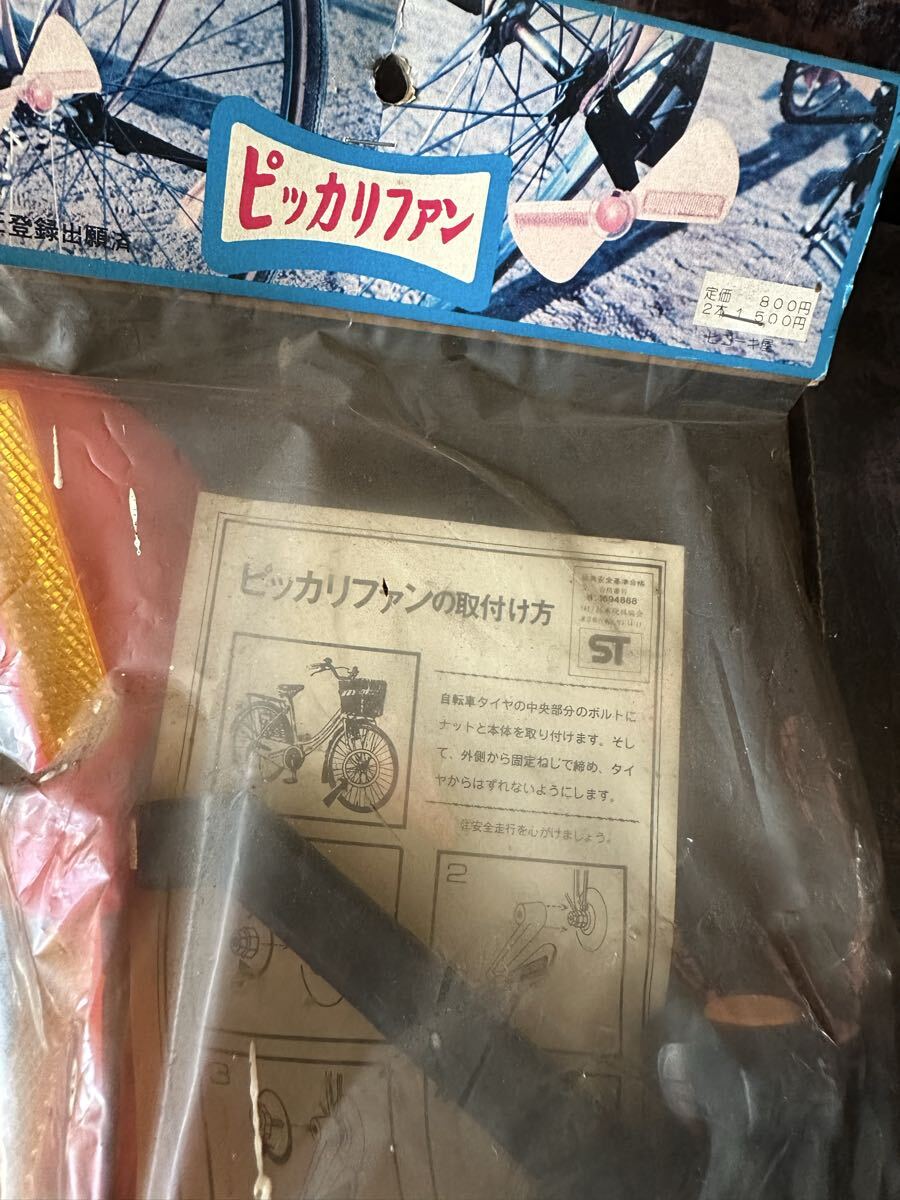 ピッカリファン
登録出願済
定価 800円
2本1,500円
ピッカリファンの取付け方
ST
自転車タイヤの中央部分のボルトに
ナットと本体を取り付けます。そし
て、外側から固定ねじで締め、タイ
ヤからはずれないようにします。
注安全走行を心がけましょう。
2
3